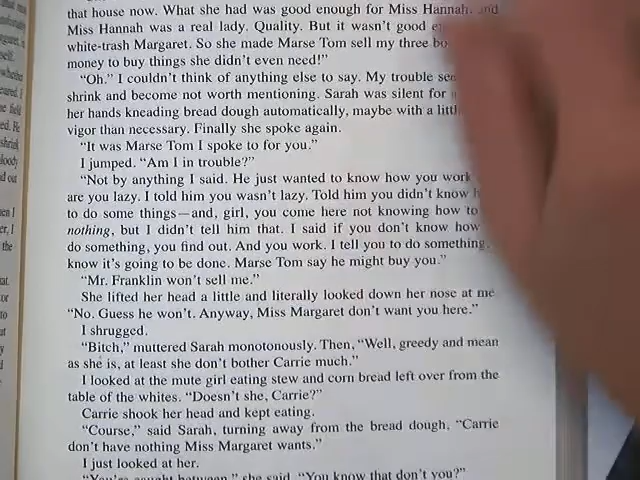 that house now. What she had was good enough for Miss Hannah, and
Miss Hannah was a real lady. Quality. But it wasn't good
white-trash Margaret. So she made Marse Tom sell my three
money to buy things she didn't even need!"
"Oh." I couldn't think of anything else to say. My trouble
shrink and become not worth mentioning. Sarah was silent for
her hands kneading bread dough automatically, maybe with a
vigor than necessary. Finally she spoke again.
"It was Marse Tom I spoke to for you."
I jumped. "Am I in trouble?"
"Not by anything I said. He just wanted to know how you work
are you lazy. I told him you wasn't lazy. Told him you didn't know
to do some things—and, girl, you come here not knowing how to
nothing, but I didn't tell him that. I said if you don't know how
do something, you find out. And you work. I tell you to do something,
know it's going to be done. Marse Tom say he might buy you."
"Mr. Franklin won't sell me."
She lifted her head a little and literally looked down her nose at me
"No. Guess he won't. Anyway, Miss Margaret don't want you here."
I shrugged.
"Bitch," muttered Sarah monotonously. Then, "Well, greedy and mean
as she is, at least she don't bother Carrie much."
I looked at the mute girl eating stew and corn bread left over from the
table of the whites. "Doesn't she, Carrie?"
Carrie shook her head and kept eating.
"Course," said Sarah, turning away from the bread dough, "Carrie
don't have nothing Miss Margaret wants."
I just looked at her.
"You're caught between," she said. "You know that don't you?"